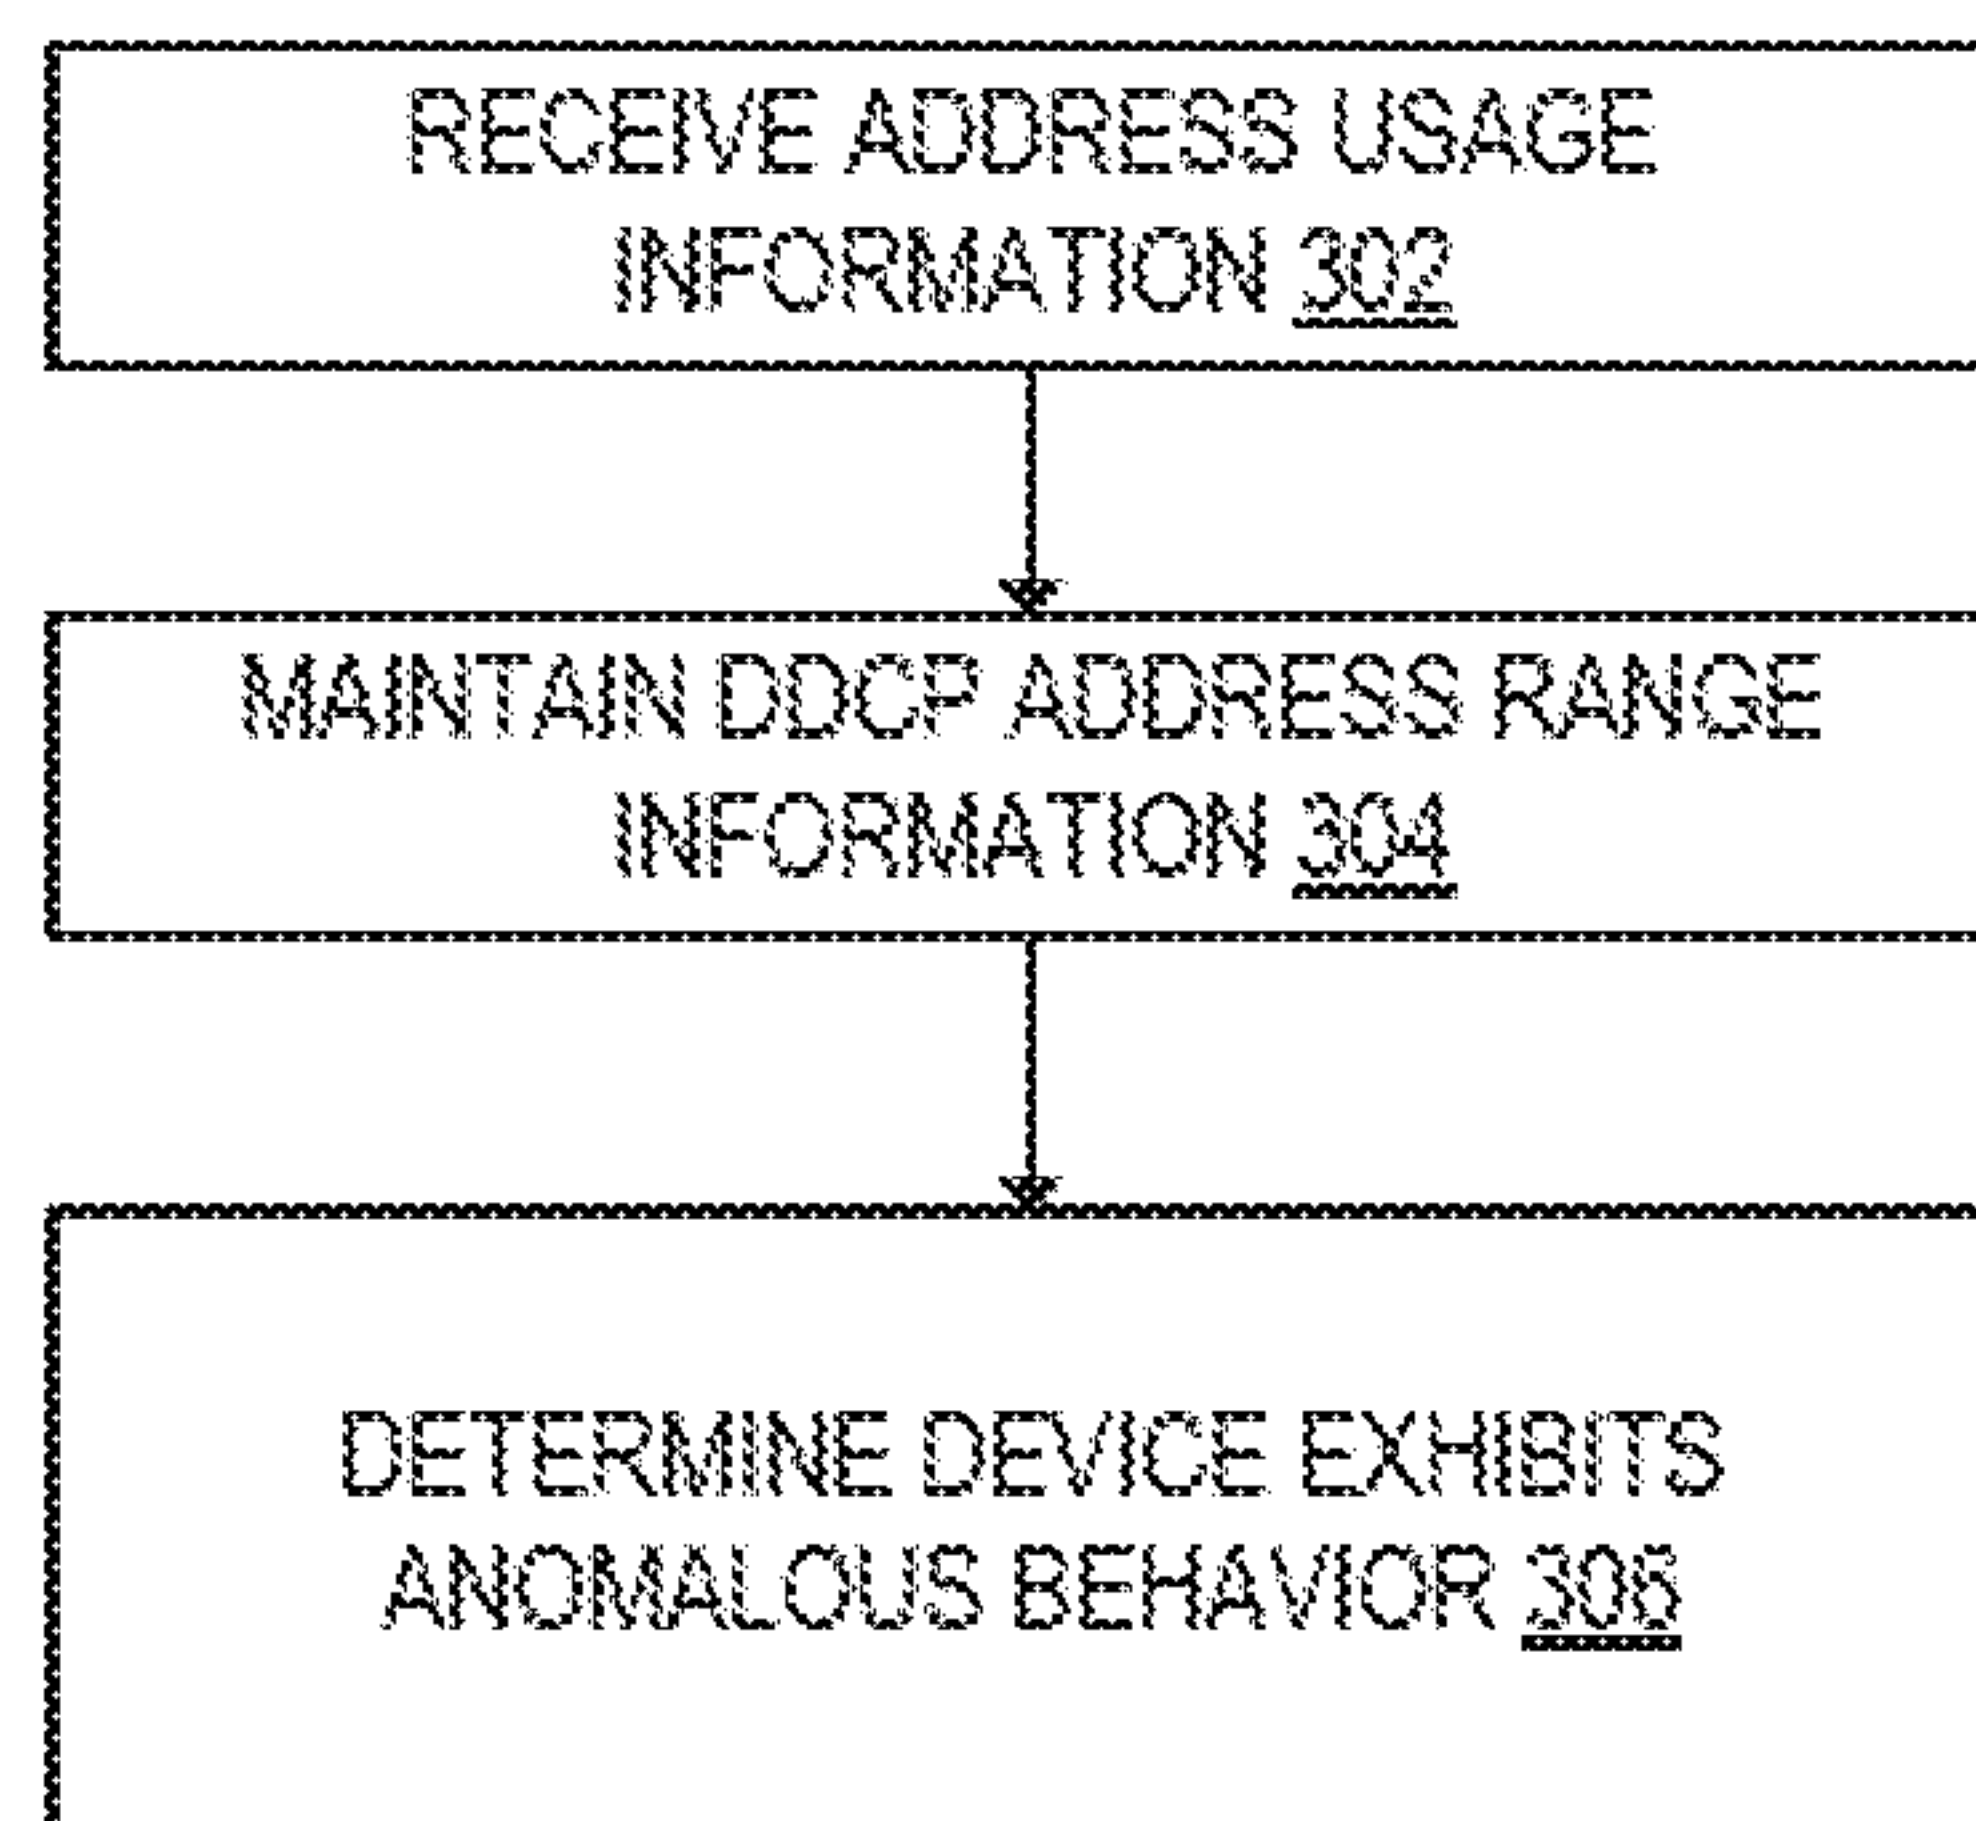 RECEIVE ADDRESS USAGE
INFORMATION 302
MAINTAIN DDCP ADDRESS RANGE
INFORMATION 304
DETERMINE DEVICE EXHIBITS
ANOMALOUS BEHAVIOR 306